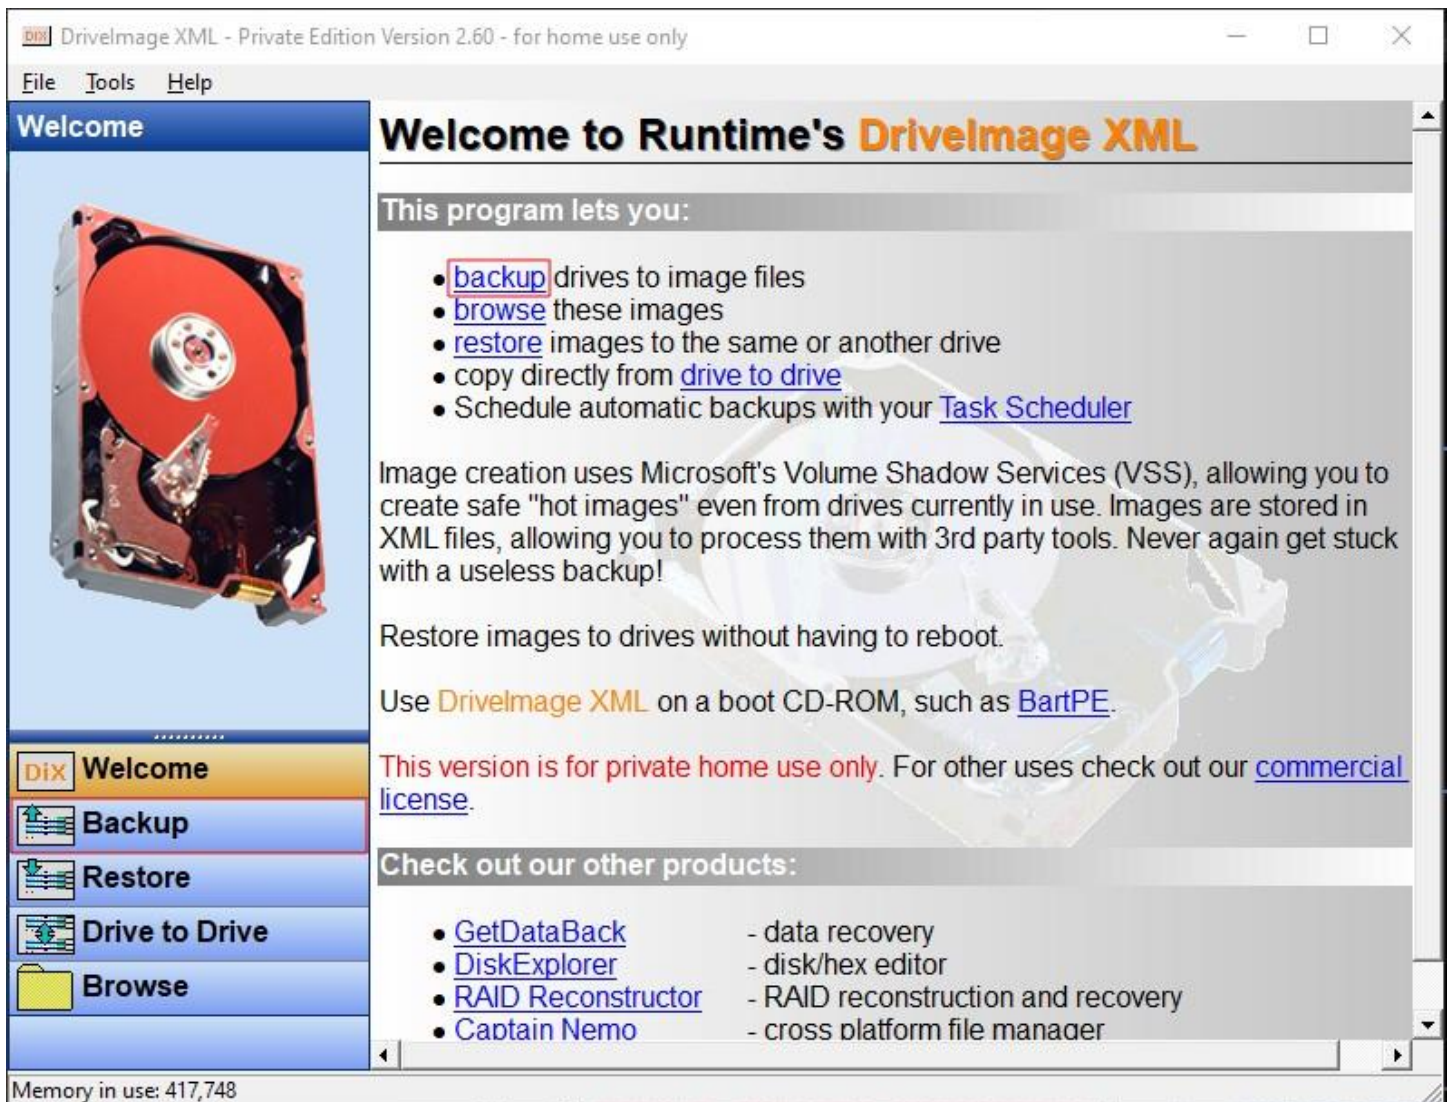 DiX DriveImage XML - Private Edition Version 2.60 - for home use only
File Tools Help
Welcome
Welcome to Runtime's DriveImage XML
This program lets you:
• backup drives to image files
• browse these images
• restore images to the same or another drive
• copy directly from drive to drive
• Schedule automatic backups with your Task Scheduler
Image creation uses Microsoft's Volume Shadow Services (VSS), allowing you to
create safe "hot images" even from drives currently in use. Images are stored in
XML files, allowing you to process them with 3rd party tools. Never again get stuck
with a useless backup!
Restore images to drives without having to reboot.
Use DriveImage XML on a boot CD-ROM, such as BartPE.
This version is for private home use only. For other uses check out our commercial
license.
Check out our other products:
• GetDataBack - data recovery
• DiskExplorer - disk/hex editor
• RAID Reconstructor - RAID reconstruction and recovery
• Captain Nemo - cross platform file manager
DiX Welcome
Backup
Restore
Drive to Drive
Browse
Memory in use: 417,748